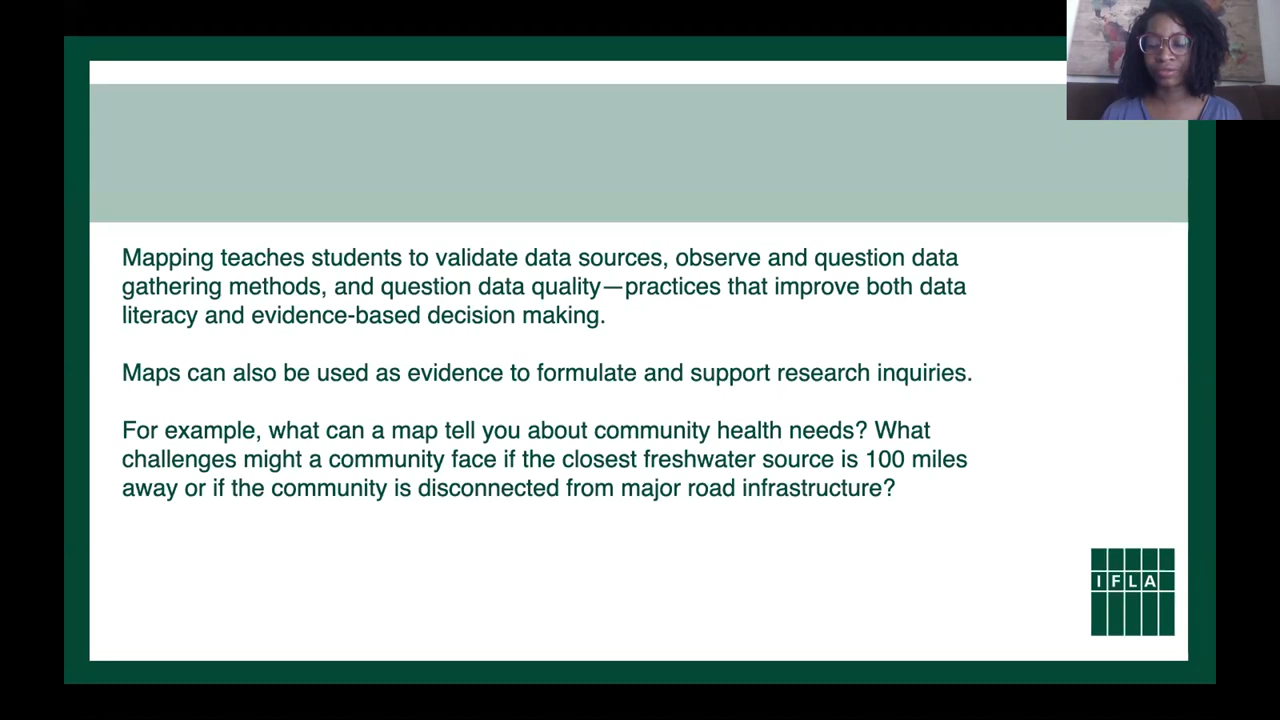 Mapping teaches students to validate data sources, observe and question data
gathering methods, and question data quality—practices that improve both data
literacy and evidence-based decision making.
Maps can also be used as evidence to formulate and support research inquiries.
For example, what can a map tell you about community health needs? What
challenges might a community face if the closest freshwater source is 100 miles
away or if the community is disconnected from major road infrastructure?
IFLA